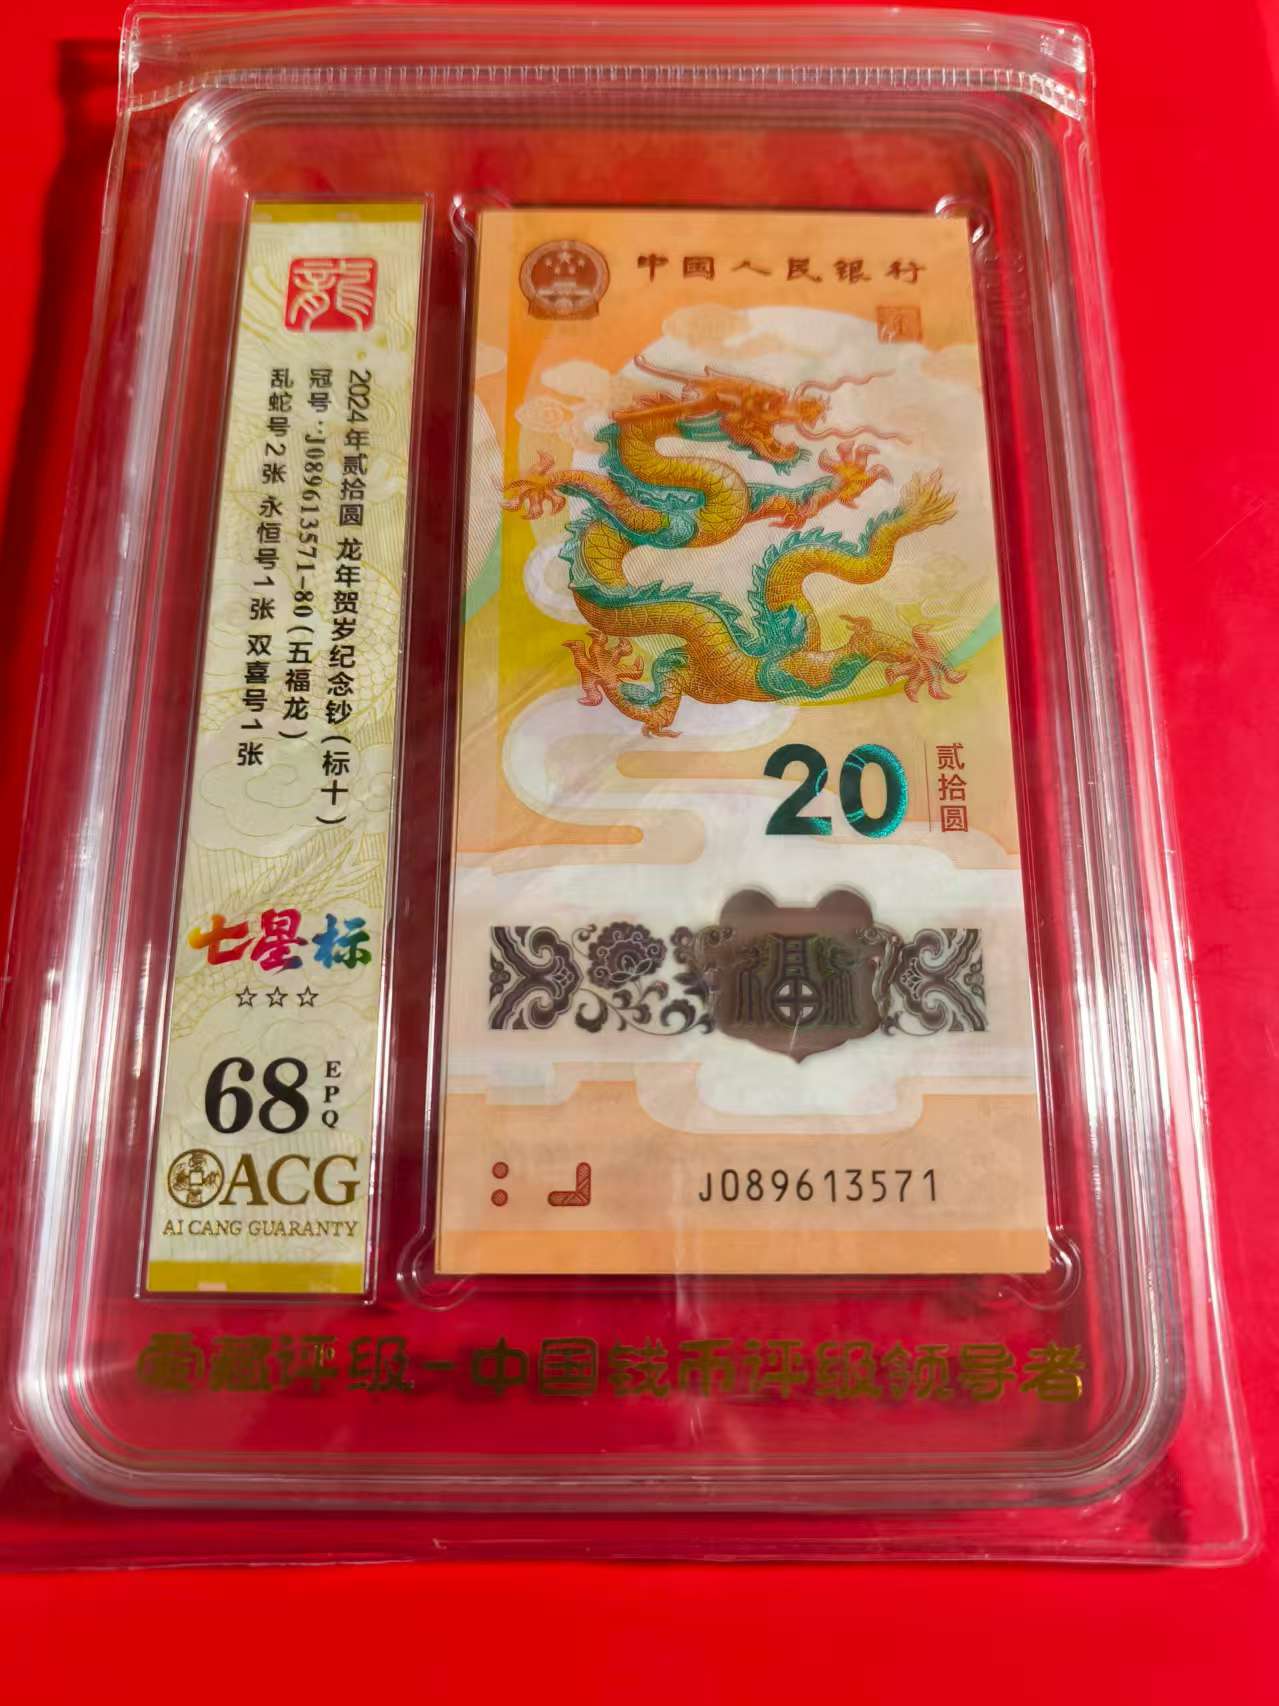 龍
2024年贰拾圆 龙年贺岁纪念钞(标十)
冠号:J089613571-80(五福龙)
乱蛇号2张 永恒号1张 双喜号1张
七星标
☆☆☆
68 EPQ
ACG
AI CANG GUARANTY
中国人民银行
20
贰拾圆
福
J089613571
爱藏评级-中国钱币评级领导者